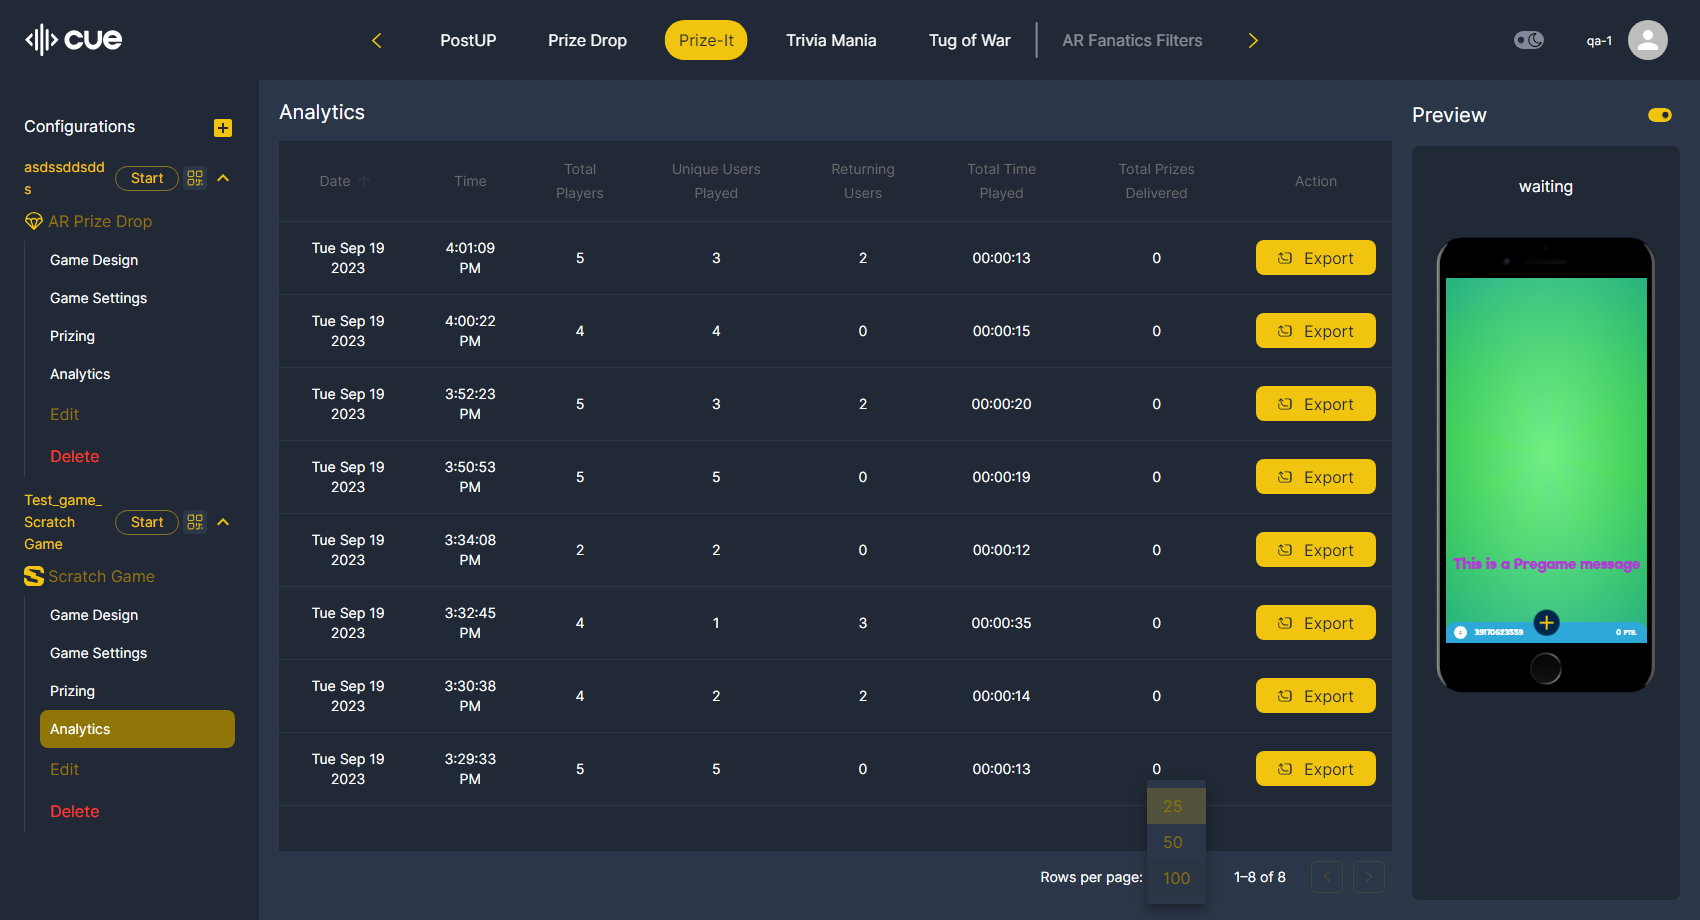 cue
PostUP
Prize Drop
Prize-It
Trivia Mania
Tug of War
AR Fanatics Filters
qa-1
Configurations
asdssddsdd
s
Start
AR Prize Drop
Game Design
Game Settings
Prizing
Analytics
Edit
Delete
Test_game_
Scratch
Game
Start
Scratch Game
Game Design
Game Settings
Prizing
Analytics
Edit
Delete
Analytics
Date Time Total Players Unique Users Played Returning Users Total Time Played Total Prizes Delivered Action
Tue Sep 19 2023 4:01:09 PM 5 3 2 00:00:13 0 Export
Tue Sep 19 2023 4:00:22 PM 4 4 0 00:00:15 0 Export
Tue Sep 19 2023 3:52:23 PM 5 3 2 00:00:20 0 Export
Tue Sep 19 2023 3:50:53 PM 5 5 0 00:00:19 0 Export
Tue Sep 19 2023 3:34:08 PM 2 2 0 00:00:12 0 Export
Tue Sep 19 2023 3:32:45 PM 4 1 3 00:00:35 0 Export
Tue Sep 19 2023 3:30:38 PM 4 2 2 00:00:14 0 Export
Tue Sep 19 2023 3:29:33 PM 5 5 0 00:00:13 0 Export
25
50
100
Rows per page:
1–8 of 8
Preview
waiting
This is a Pregame message
39170623559
0 PTS.